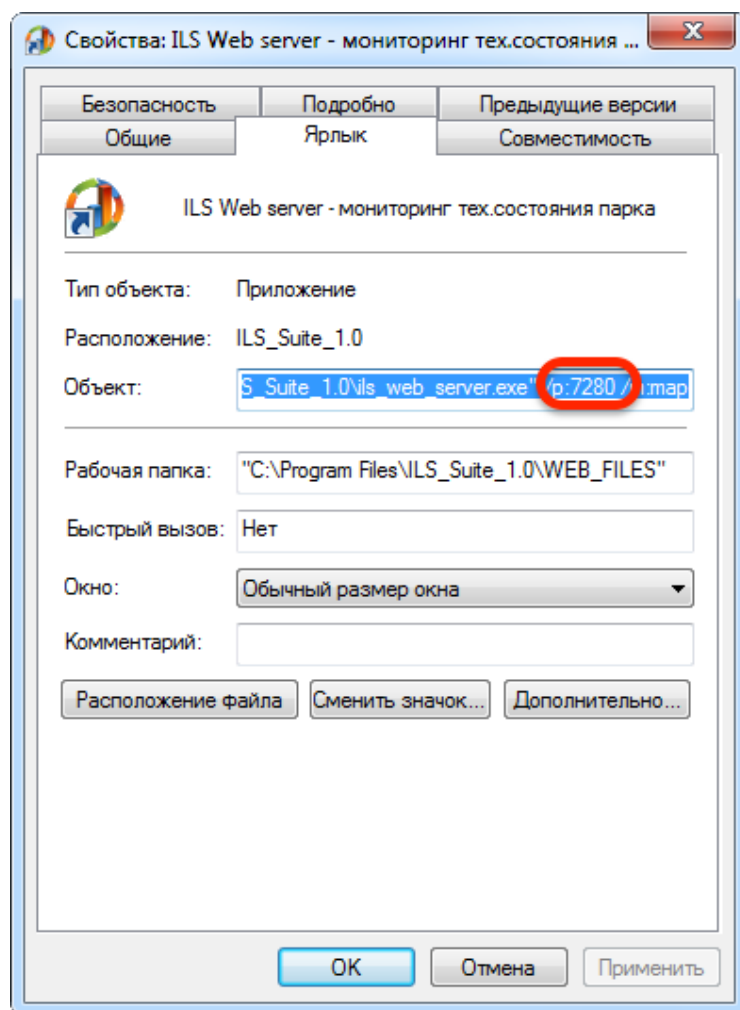 Свойства: ILS Web server - мониторинг тех.состояния ...
Безопасность Подробно Предыдущие версии
Общие Ярлык Совместимость
ILS Web server - мониторинг тех.состояния парка
Тип объекта: Приложение
Расположение: ILS_Suite_1.0
Объект: S_Suite_1.0\ils_web_server.exe" /p:7280 / :map
Рабочая папка: "C:\Program Files\ILS_Suite_1.0\WEB_FILES"
Быстрый вызов: Нет
Окно: Обычный размер окна
Комментарий:
Расположение файла Сменить значок... Дополнительно...
OK Отмена Применить